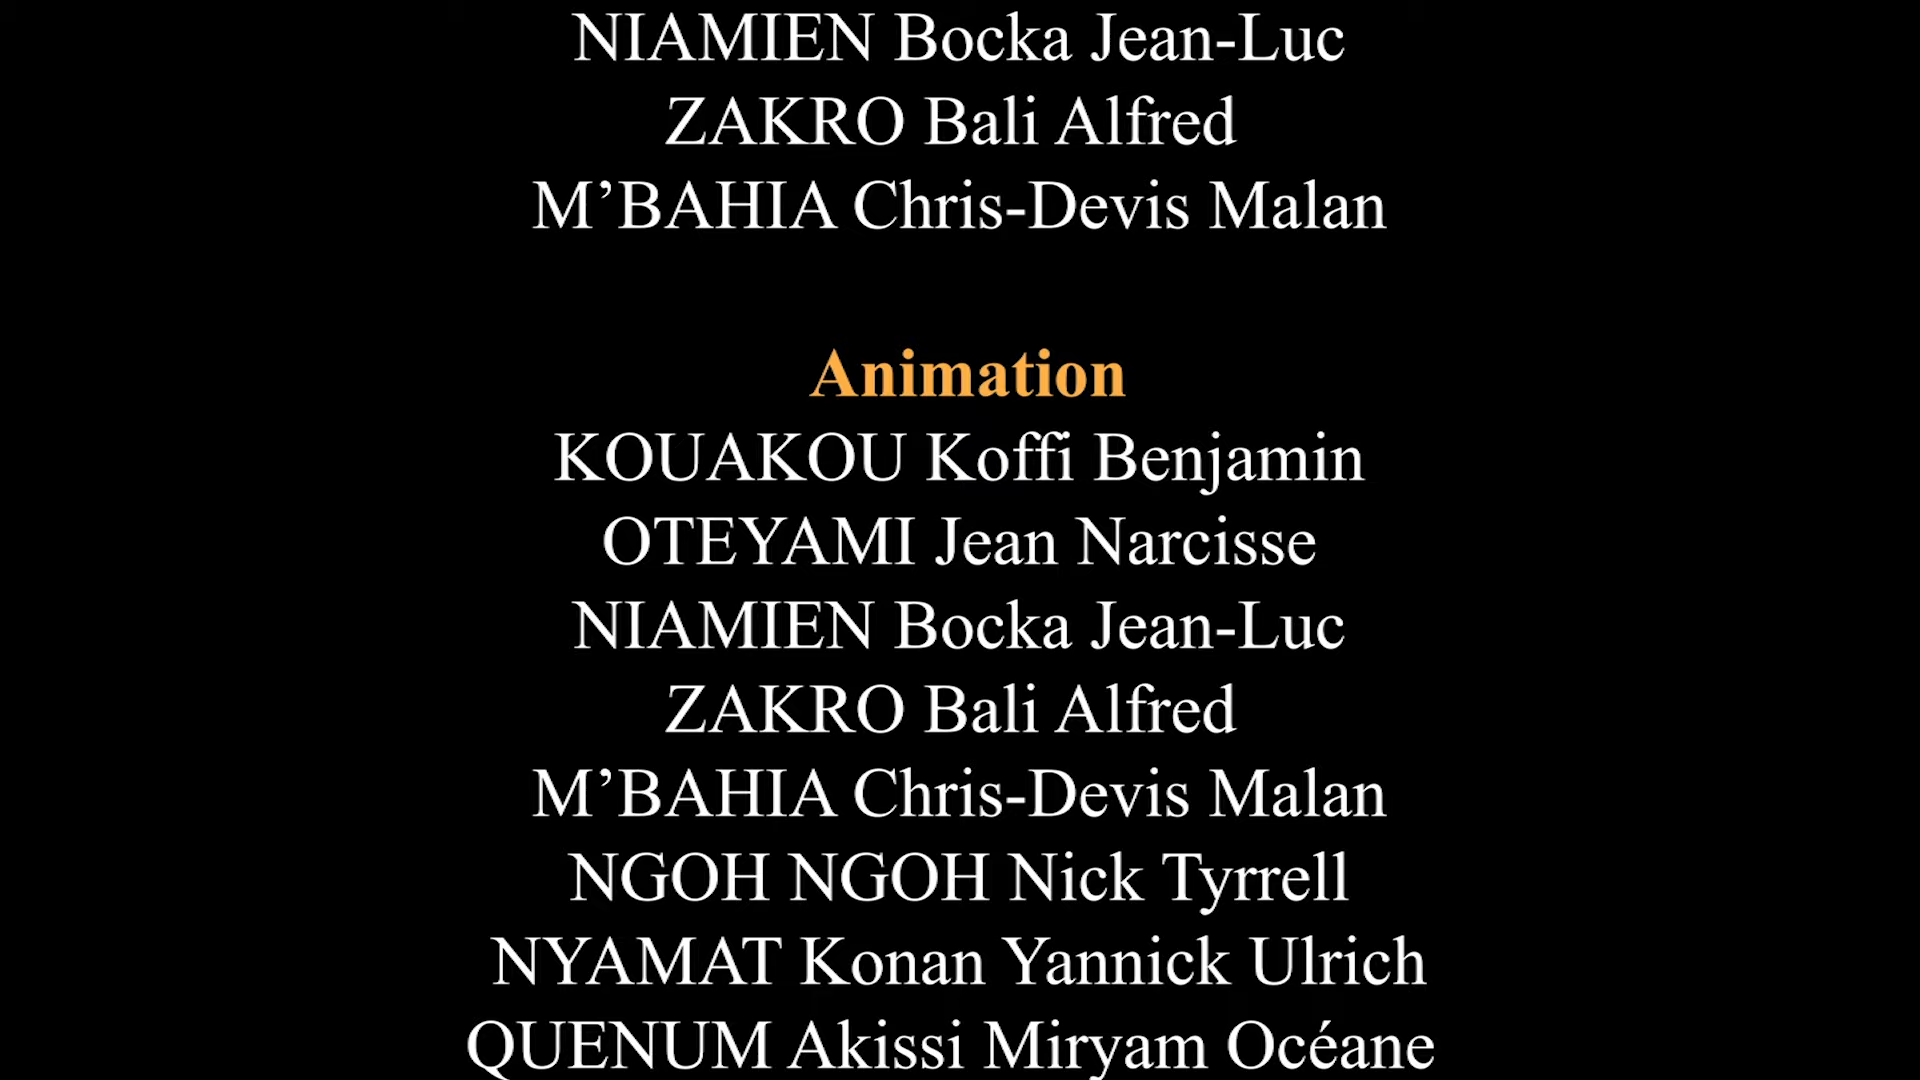 NIAMIEN Bocka Jean-Luc
ZAKRO Bali Alfred
M’BAHIA Chris-Devis Malan
Animation
KOUAKOU Koffi Benjamin
OTEYAMI Jean Narcisse
NIAMIEN Bocka Jean-Luc
ZAKRO Bali Alfred
M’BAHIA Chris-Devis Malan
NGOH NGOH Nick Tyrrell
NYAMAT Konan Yannick Ulrich
QUENUM Akissi Miryam Océane